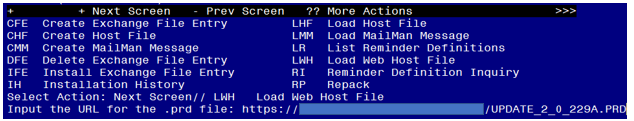 + + Next Screen - Prev Screen ?? More Actions >>>
CFE Create Exchange File Entry LHF Load Host File
CHF Create Host File LMM Load MailMan Message
CMM Create MailMan Message LR List Reminder Definitions
DFE Delete Exchange File Entry LWH Load Web Host File
IFE Install Exchange File Entry RI Reminder Definition Inquiry
IH Installation History RP Repack
Select Action: Next Screen// LWH Load Web Host File
Input the URL for the .prd file: https:// /UPDATE_2_0_229A.PRD